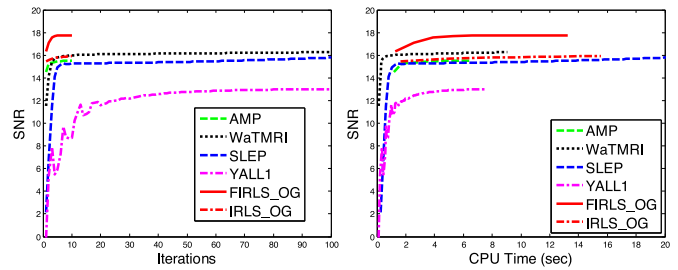 20
18
16
14
12
10
8
6
4
2
0
SNR
0 10 20 30 40 50 60 70 80 90 100
Iterations
AMP
WaTMRI
SLEP
YALL1
FIRLS_OG
IRLS_OG
20
18
16
14
12
10
8
6
4
2
0
SNR
0 2 4 6 8 10 12 14 16 18 20
CPU Time (sec)
AMP
WaTMRI
SLEP
YALL1
FIRLS_OG
IRLS_OG